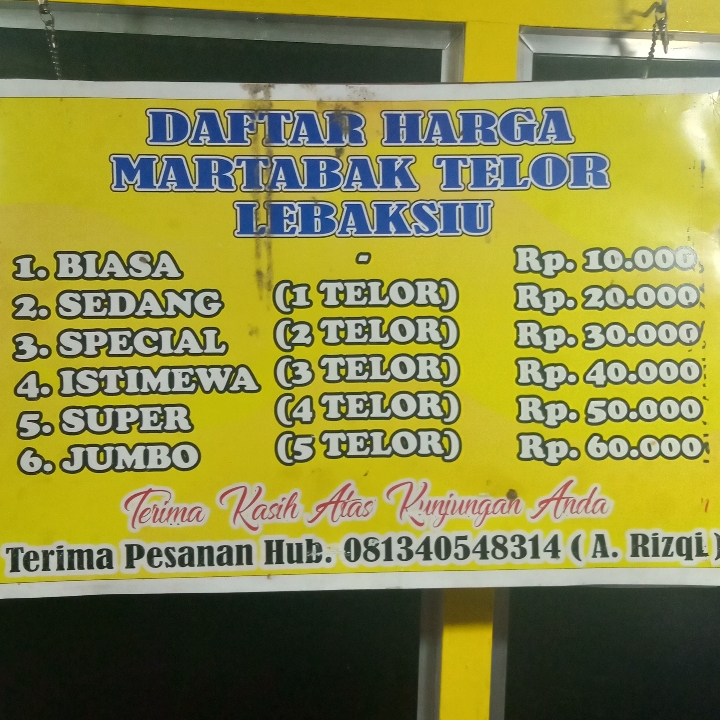 DAFTAR HARGA
MARTABAK TELOR
LEBAKSIU
1. BIASA - Rp. 10.000
2. SEDANG (1 TELOR) Rp. 20.000
3. SPECIAL (2 TELOR) Rp. 30.000
4. ISTIMEWA (3 TELOR) Rp. 40.000
5. SUPER (4 TELOR) Rp. 50.000
6. JUMBO (5 TELOR) Rp. 60.000
Terima Kasih Atas Kunjungan Anda
Terima Pesanan Hub. 081340548314 ( A. Rizqi )